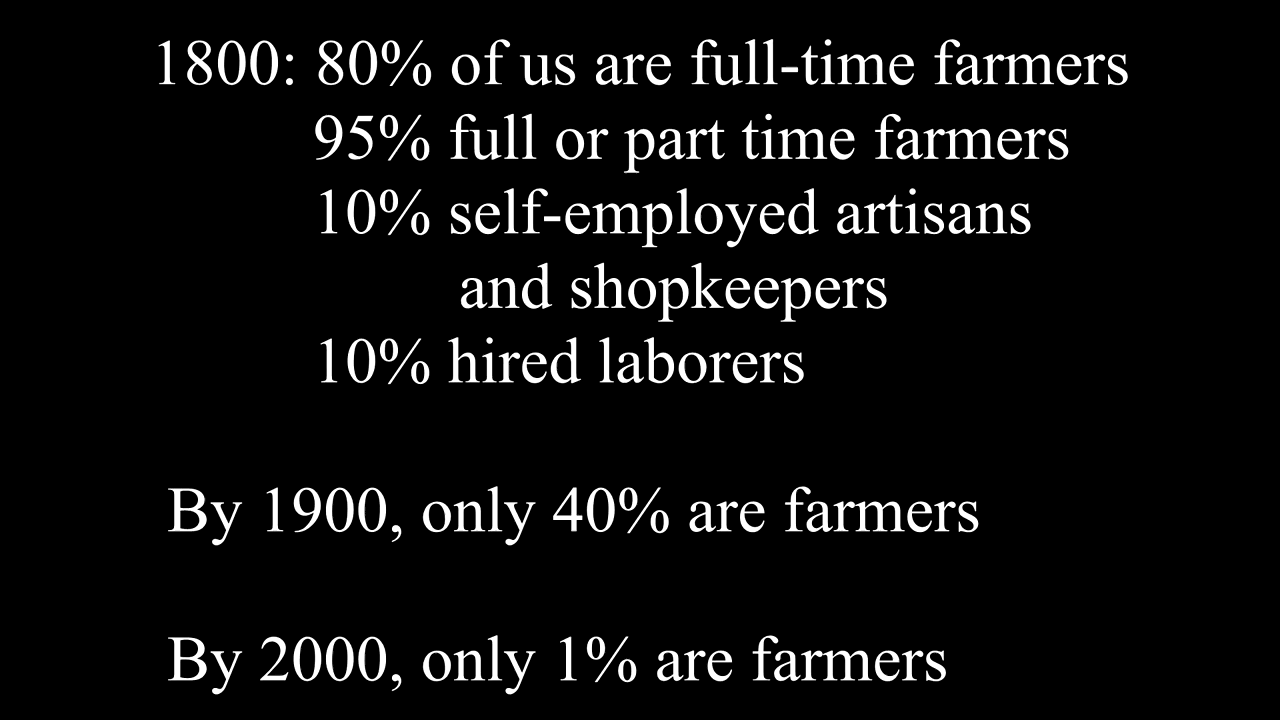 1800: 80% of us are full-time farmers
95% full or part time farmers
10% self-employed artisans
and shopkeepers
10% hired laborers
By 1900, only 40% are farmers
By 2000, only 1% are farmers